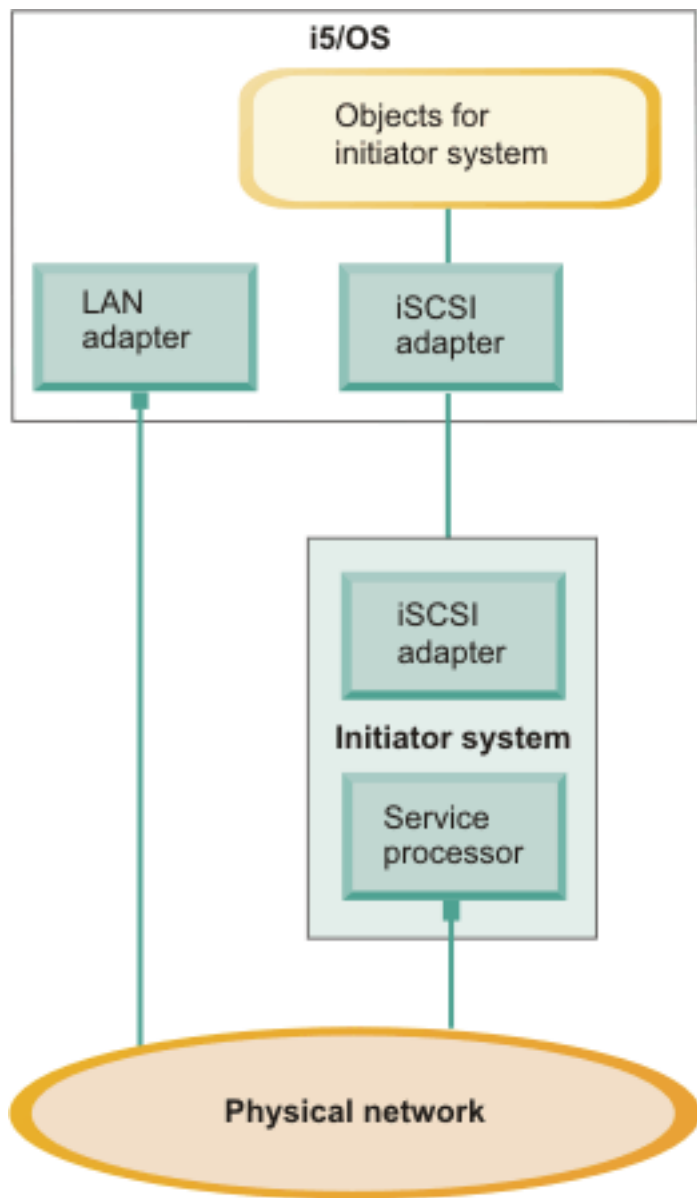 i5/OS
Objects for
initiator system
LAN
adapter
iSCSI
adapter
iSCSI
adapter
Initiator system
Service
processor
Physical network